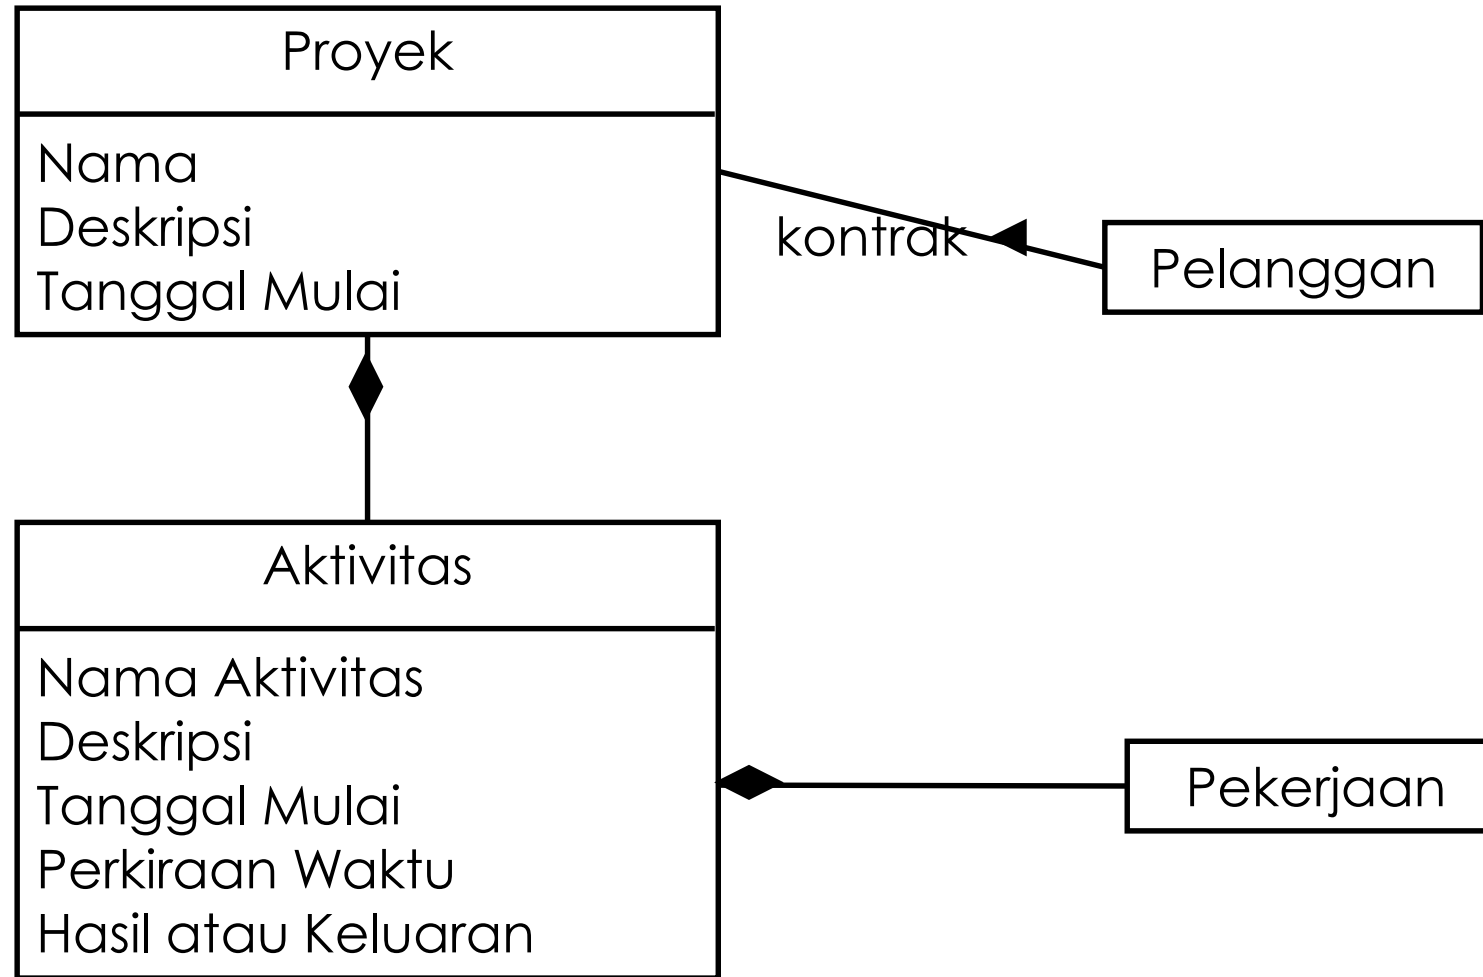 Proyek
Nama
Deskripsi
Tanggal Mulai
kontrak
Pelanggan
Aktivitas
Nama Aktivitas
Deskripsi
Tanggal Mulai
Perkiraan Waktu
Hasil atau Keluaran
Pekerjaan